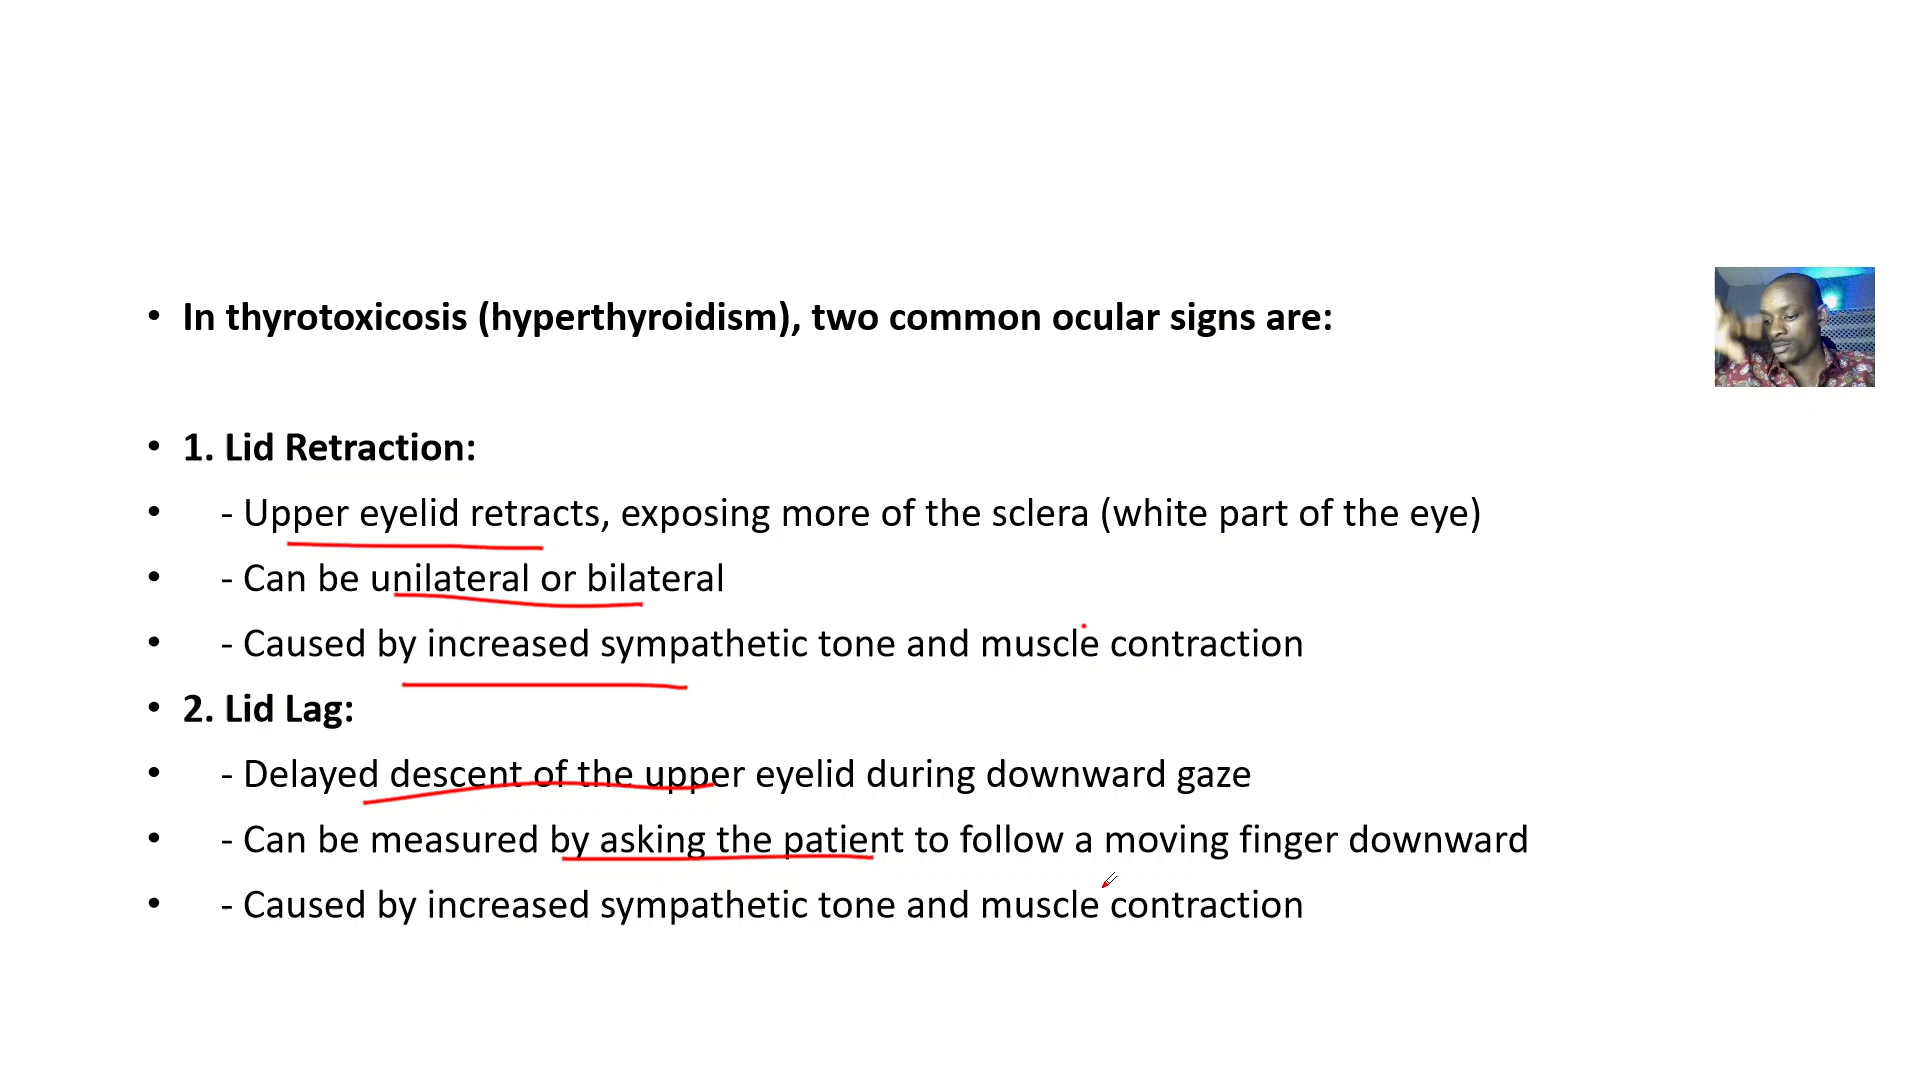 • In thyrotoxicosis (hyperthyroidism), two common ocular signs are:
• 1. Lid Retraction:
• - Upper eyelid retracts, exposing more of the sclera (white part of the eye)
• - Can be unilateral or bilateral
• - Caused by increased sympathetic tone and muscle contraction
• 2. Lid Lag:
• - Delayed descent of the upper eyelid during downward gaze
• - Can be measured by asking the patient to follow a moving finger downward
• - Caused by increased sympathetic tone and muscle contraction